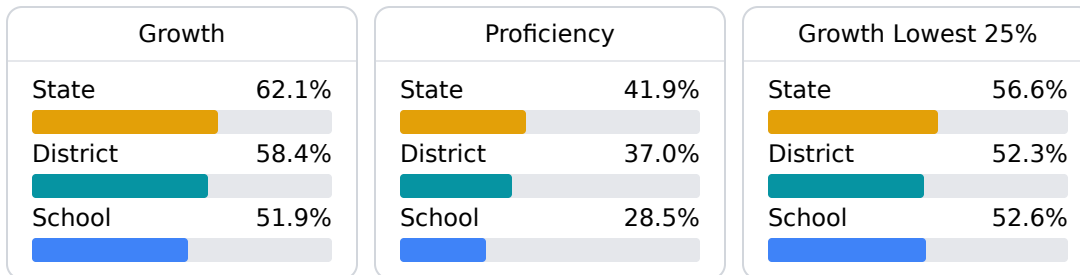 Growth
State 62.1%
District 58.4%
School 51.9%
Proficiency
State 41.9%
District 37.0%
School 28.5%
Growth Lowest 25%
State 56.6%
District 52.3%
School 52.6%